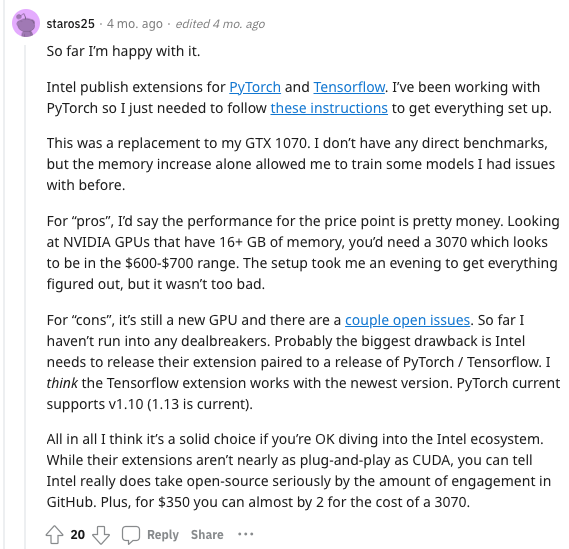 staros25 · 4 mo. ago · edited 4 mo. ago
So far I’m happy with it.
Intel publish extensions for PyTorch and Tensorflow. I’ve been working with
PyTorch so I just needed to follow these instructions to get everything set up.
This was a replacement to my GTX 1070. I don’t have any direct benchmarks,
but the memory increase alone allowed me to train some models I had issues
with before.
For “pros”, I’d say the performance for the price point is pretty money. Looking
at NVIDIA GPUs that have 16+ GB of memory, you’d need a 3070 which looks
to be in the $600-$700 range. The setup took me an evening to get everything
figured out, but it wasn’t too bad.
For “cons”, it’s still a new GPU and there are a couple open issues. So far I
haven’t run into any dealbreakers. Probably the biggest drawback is Intel
needs to release their extension paired to a release of PyTorch / Tensorflow. I
think the Tensorflow extension works with the newest version. PyTorch current
supports v1.10 (1.13 is current).
All in all I think it’s a solid choice if you’re OK diving into the Intel ecosystem.
While their extensions aren’t nearly as plug-and-play as CUDA, you can tell
Intel really does take open-source seriously by the amount of engagement in
GitHub. Plus, for $350 you can almost by 2 for the cost of a 3070.
20 Reply Share ···